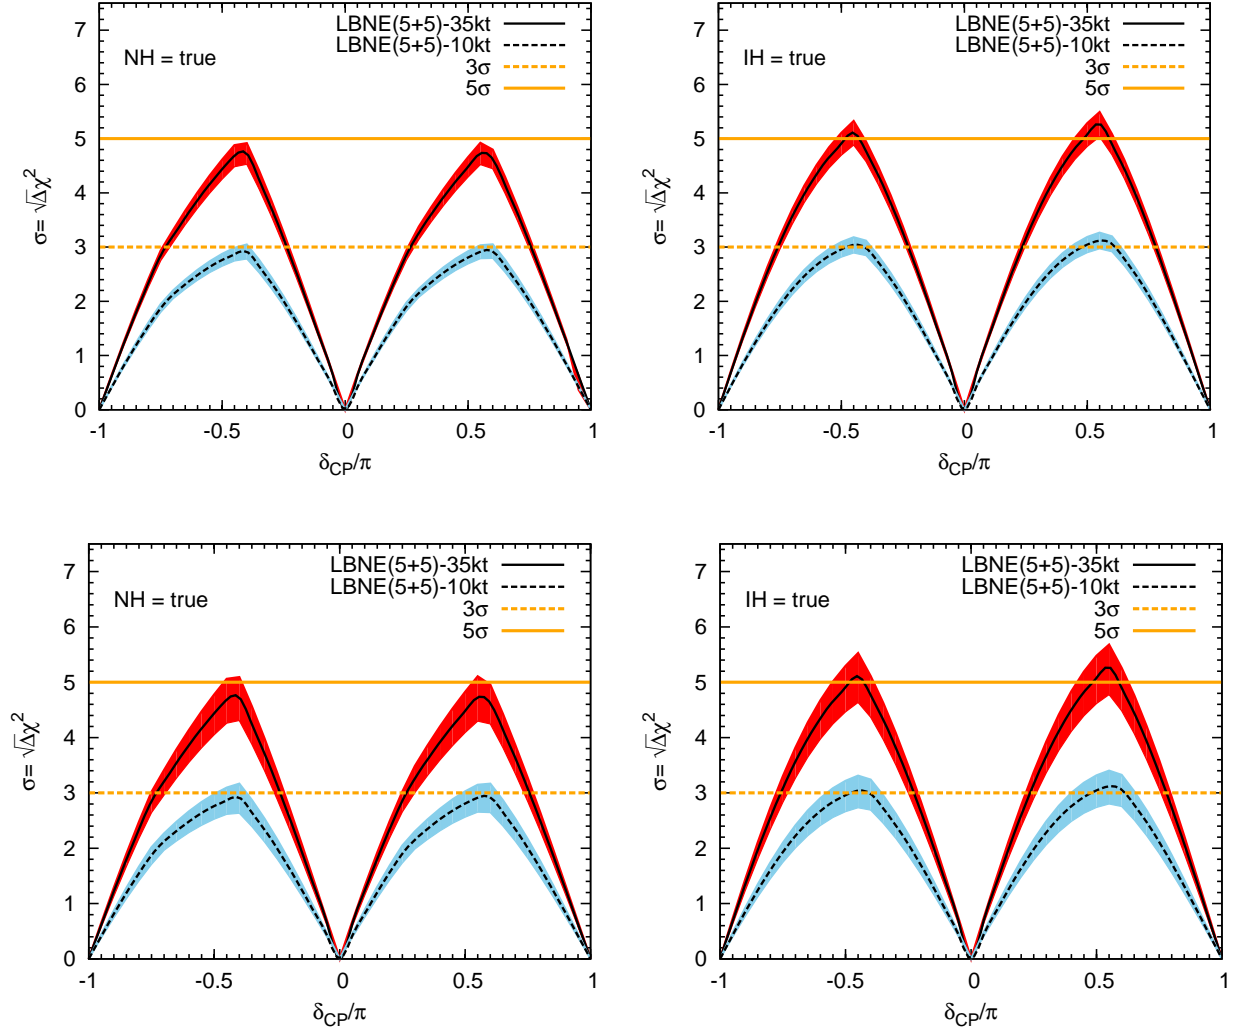 7
6
5
4
3
2
1
0
-1
-0.5
0
0.5
1
σ= √Δχ²
δCP/π
NH = true
LBNE(5+5)-35kt
LBNE(5+5)-10kt
3σ
5σ
7
6
5
4
3
2
1
0
-1
-0.5
0
0.5
1
σ= √Δχ²
δCP/π
IH = true
LBNE(5+5)-35kt
LBNE(5+5)-10kt
3σ
5σ
7
6
5
4
3
2
1
0
-1
-0.5
0
0.5
1
σ= √Δχ²
δCP/π
NH = true
LBNE(5+5)-35kt
LBNE(5+5)-10kt
3σ
5σ
7
6
5
4
3
2
1
0
-1
-0.5
0
0.5
1
σ= √Δχ²
δCP/π
IH = true
LBNE(5+5)-35kt
LBNE(5+5)-10kt
3σ
5σ